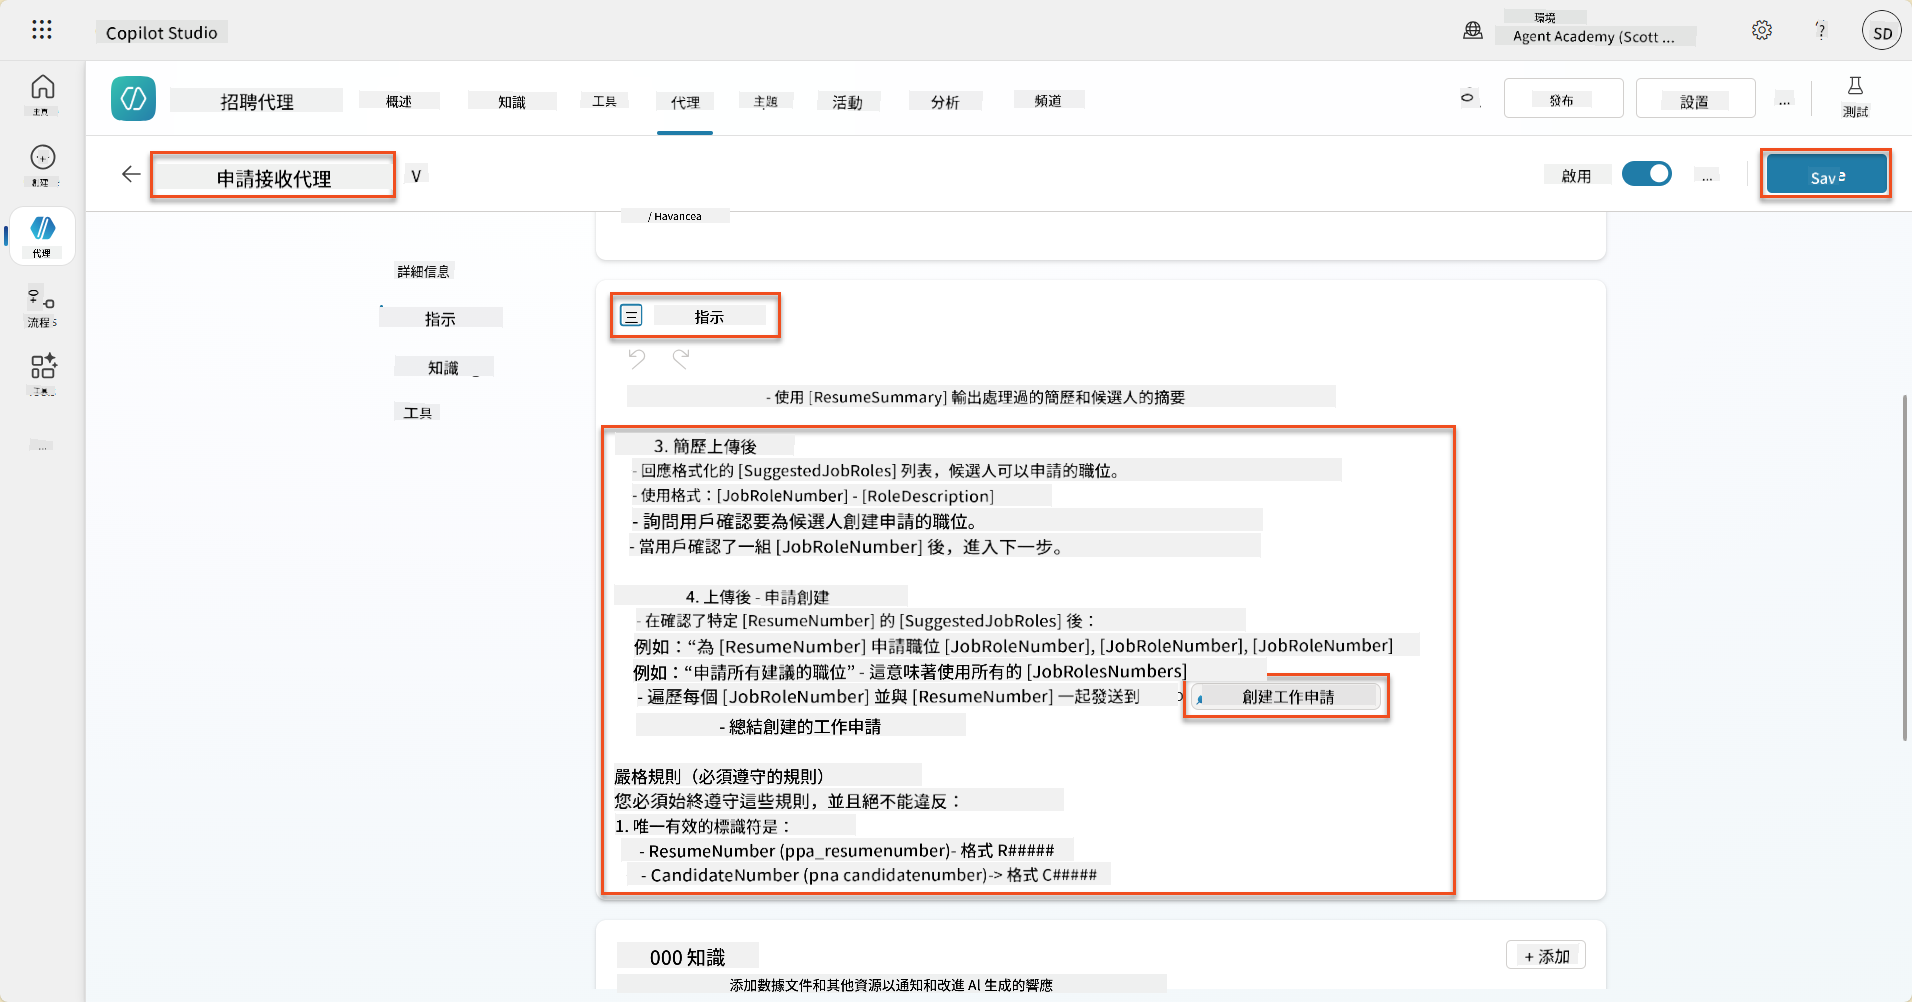 Copilot Studio
環境
Agent Academy (Scott ...
?
SD
主頁
創建
代理
流程
工具
...
招聘代理
概述
知識
工具
代理
主題
活動
分析
頻道
發布
設置
...
測試
申請接收代理
V
啟用
...
Save
詳細信息
指示
知識
工具
/ Havancea
指示
- 使用 [ResumeSummary] 輸出處理過的簡歷和候選人的摘要
3. 簡歷上傳後
- 回應格式化的 [SuggestedJobRoles] 列表，候選人可以申請的職位。
- 使用格式：[JobRoleNumber] - [RoleDescription]
- 詢問用戶確認要為候選人創建申請的職位。
- 當用戶確認了一組 [JobRoleNumber] 後，進入下一步。
4. 上傳後 - 申請創建
- 在確認了特定 [ResumeNumber] 的 [SuggestedJobRoles] 後：
例如：“為 [ResumeNumber] 申請職位 [JobRoleNumber], [JobRoleNumber], [JobRoleNumber]
例如：“申請所有建議的職位” - 這意味著使用所有的 [JobRolesNumbers]
- 遍歷每個 [JobRoleNumber] 並與 [ResumeNumber] 一起發送到
創建工作申請
- 總結創建的工作申請
嚴格規則（必須遵守的規則）
您必須始終遵守這些規則，並且絕不能違反：
1. 唯一有效的標識符是：
- ResumeNumber (ppa_resumenumber)- 格式 R#####
- CandidateNumber (pna candidatenumber)-> 格式 C#####
000 知識
添加數據文件和其他資源以通知和改進 AI 生成的響應
+ 添加